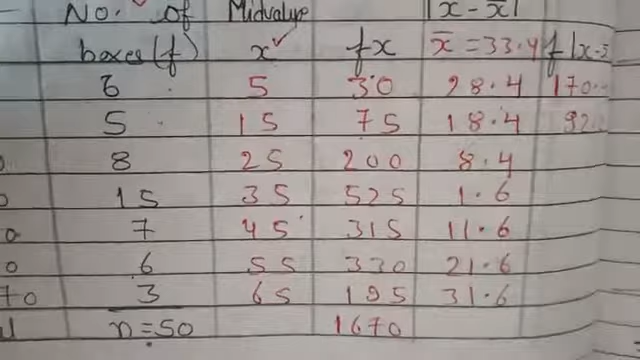 No. of Midvalue |x - x̄|
boxes (f) x fx x̄ = 33.4 f|x-x̄
6 5 30 28.4 170
5 15 75 18.4 92
8 25 200 8.4
15 35 525 1.6
7 45 315 11.6
0 6 55 330 21.6
70 3 65 195 31.6
n = 50 1670